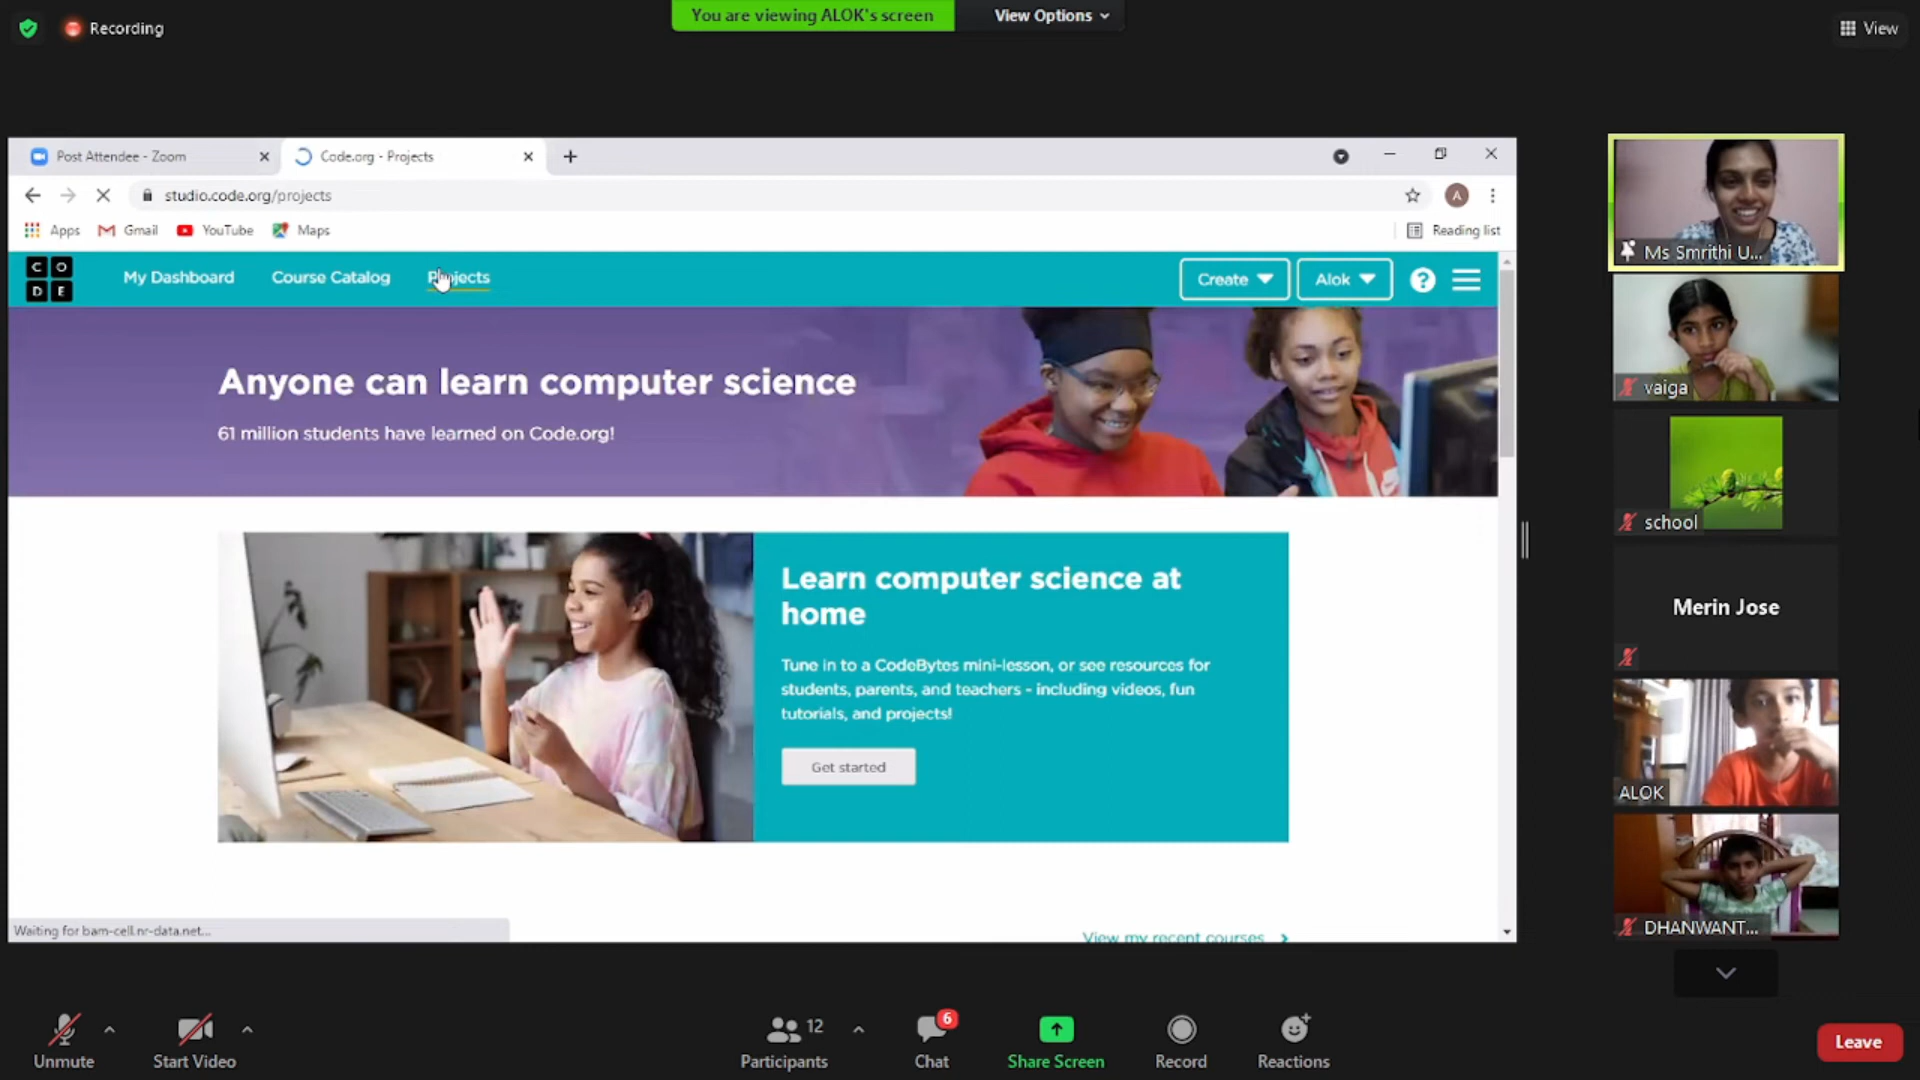 Recording
You are viewing ALOK's screen
View Options
View
Post Attendee - Zoom
Code.org - Projects
studio.code.org/projects
A
Apps
Gmail
YouTube
Maps
Reading list
C O
D E
My Dashboard
Course Catalog
Projects
Create
Alok
?
Anyone can learn computer science
61 million students have learned on Code.org!
Learn computer science at
home
Tune in to a CodeBytes mini-lesson, or see resources for
students, parents, and teachers - including videos, fun
tutorials, and projects!
Get started
View my recent courses
Waiting for bam-cell.nr-data.net...
Ms Smrithi U...
vaiga
school
Merin Jose
ALOK
DHANWANT...
Unmute
Start Video
12
Participants
6
Chat
Share Screen
Record
Reactions
Leave